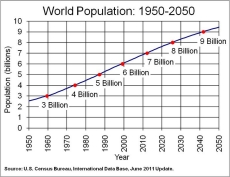 World Population: 1950-2050
Population (billions)
10
9
8
7
6
5
4
3
2
1
0
3 Billion
4 Billion
5 Billion
6 Billion
7 Billion
8 Billion
9 Billion
1950
1960
1970
1980
1990
2000
2010
2020
2030
2040
2050
Year
Source: U.S. Census Bureau, International Data Base, June 2011 Update.